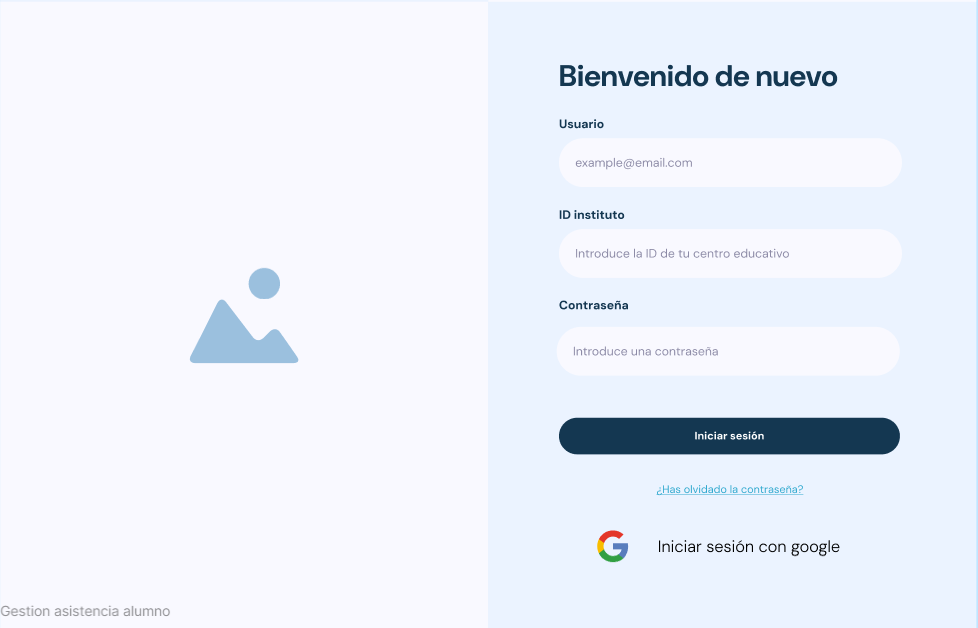 Bienvenido de nuevo
Usuario
example@email.com
ID instituto
Introduce la ID de tu centro educativo
Contraseña
Introduce una contraseña
Iniciar sesión
¿Has olvidado la contraseña?
Iniciar sesión con google
Gestion asistencia alumno